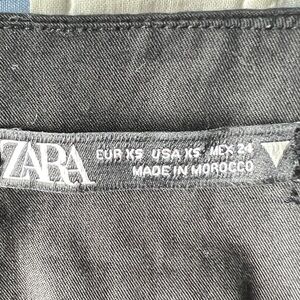 ZARA
EUR XS USA XS MEX 24
MADE IN MOROCCO